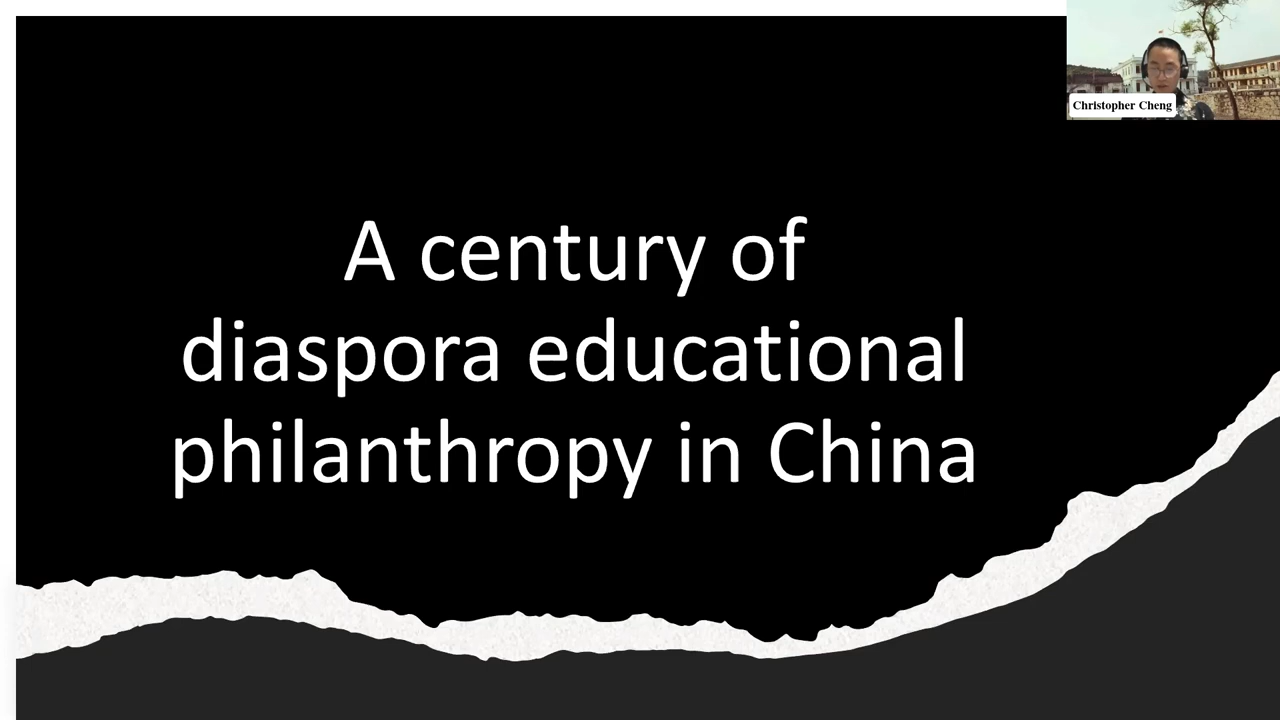 Christopher Cheng
A century of
diaspora educational
philanthropy in China